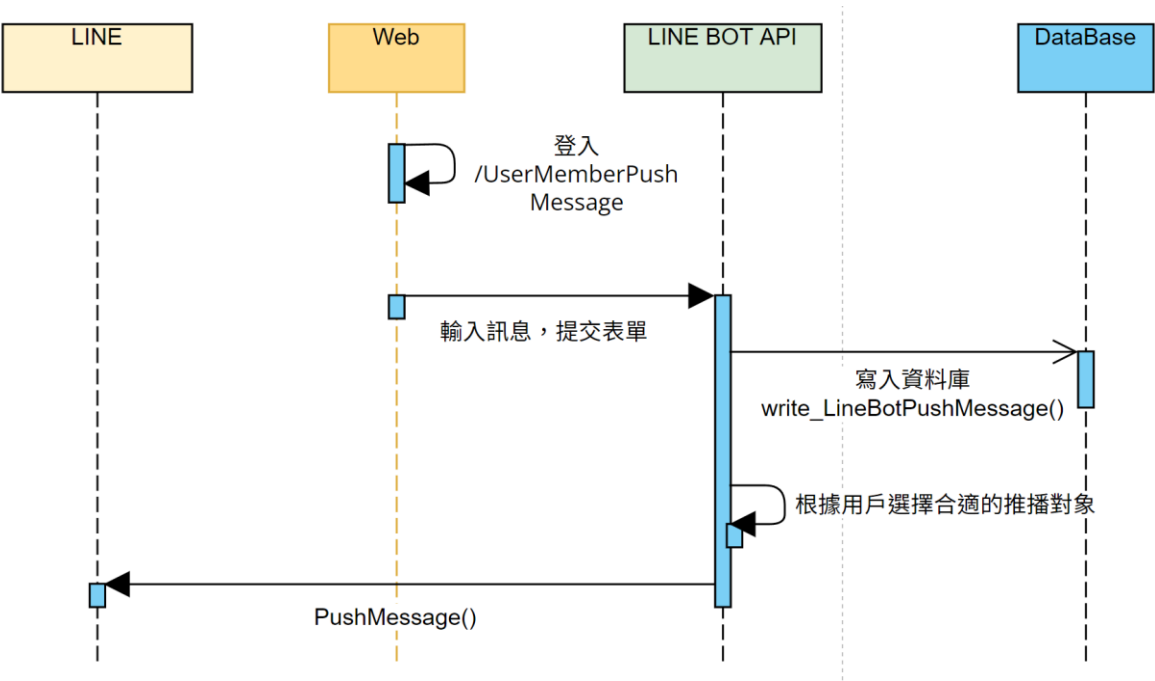 LINE
Web
LINE BOT API
DataBase
登入
/UserMemberPush
Message
輸入訊息，提交表單
寫入資料庫
write_LineBotPushMessage()
根據用戶選擇合適的推播對象
PushMessage()